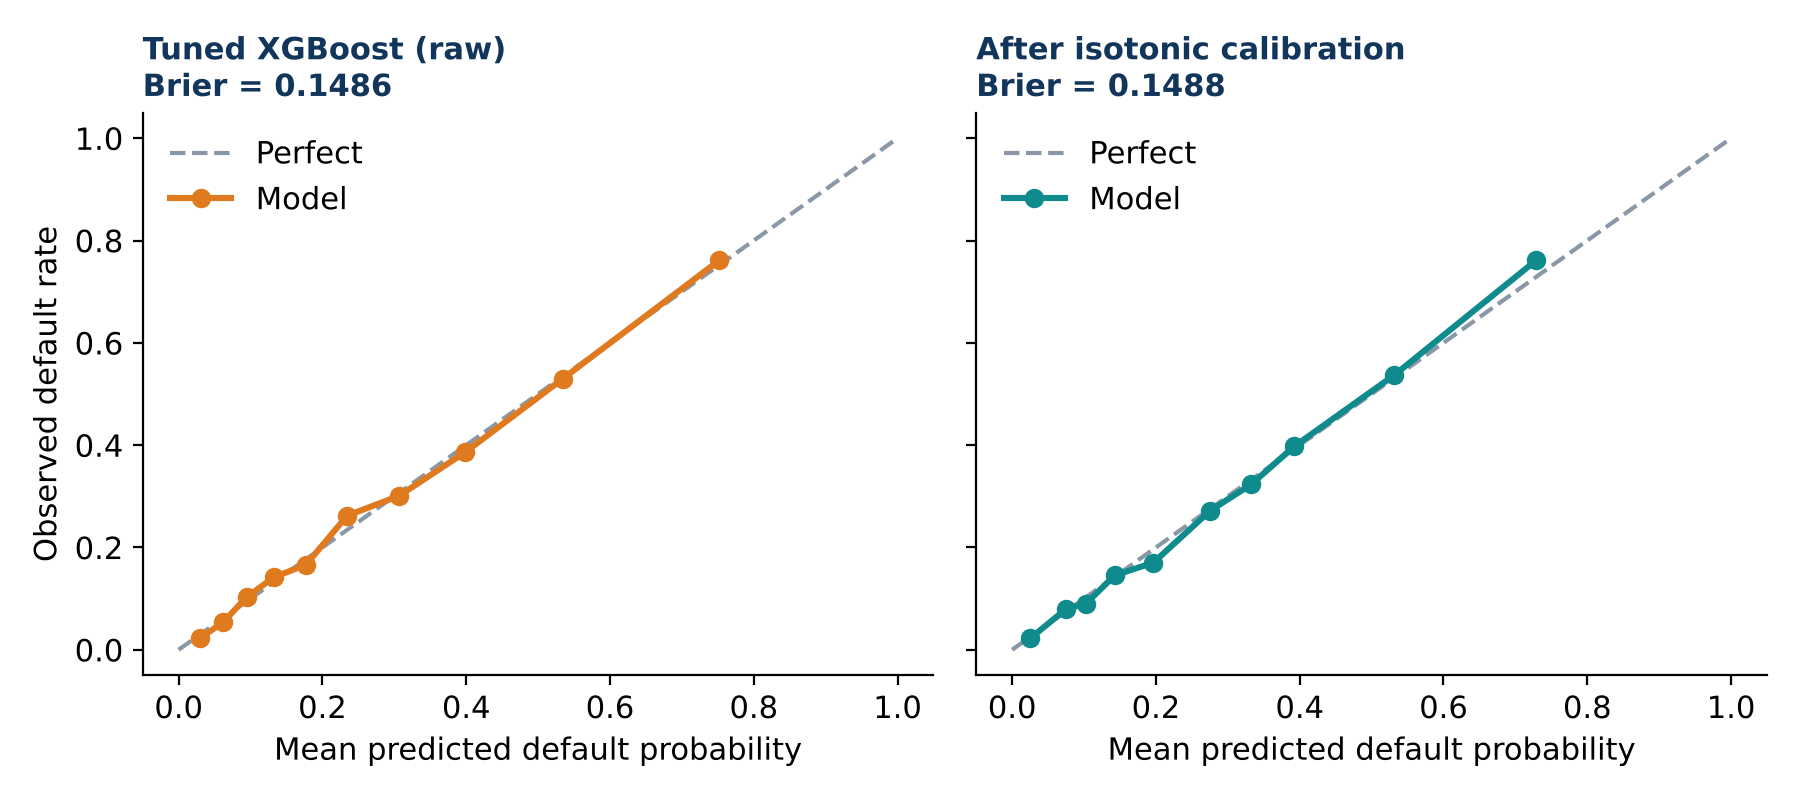 Tuned XGBoost (raw)
Brier = 0.1486
Perfect
Model
1.0
0.8
0.6
0.4
0.2
0.0
Observed default rate
0.0 0.2 0.4 0.6 0.8 1.0
Mean predicted default probability
After isotonic calibration
Brier = 0.1488
Perfect
Model
0.0 0.2 0.4 0.6 0.8 1.0
Mean predicted default probability